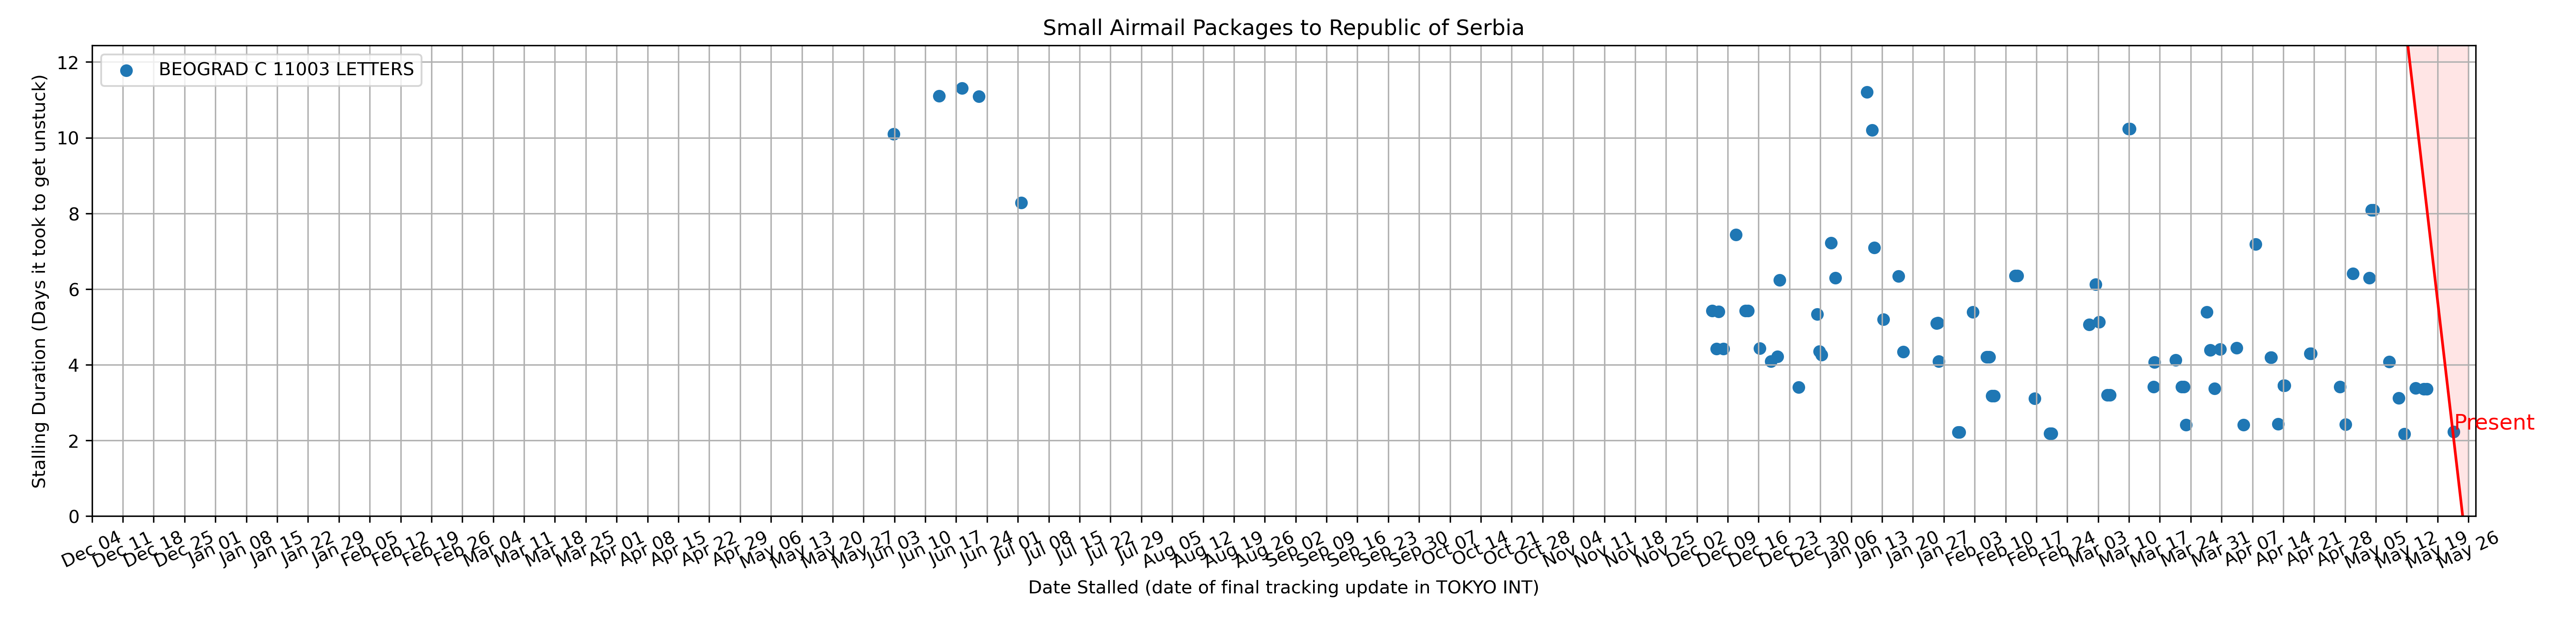 Small Airmail Packages to Republic of Serbia
BEOGRAD C 11003 LETTERS
Stalling Duration (Days it took to get unstuck)
12
10
8
6
4
2
0
Present
Dec 04 Dec 11 Dec 18 Dec 25 Jan 01 Jan 08 Jan 15 Jan 22 Jan 29 Feb 05 Feb 12 Feb 19 Feb 26 Mar 04 Mar 11 Mar 18 Mar 25 Apr 01 Apr 08 Apr 15 Apr 22 Apr 29 May 06 May 13 May 20 May 27 Jun 03 Jun 10 Jun 17 Jun 24 Jul 01 Jul 08 Jul 15 Jul 22 Jul 29 Aug 05 Aug 12 Aug 19 Aug 26 Sep 02 Sep 09 Sep 16 Sep 23 Sep 30 Oct 07 Oct 14 Oct 21 Oct 28 Nov 04 Nov 11 Nov 18 Nov 25 Dec 02 Dec 09 Dec 16 Dec 23 Dec 30 Jan 06 Jan 13 Jan 20 Jan 27 Feb 03 Feb 10 Feb 17 Feb 24 Mar 03 Mar 10 Mar 17 Mar 24 Mar 31 Apr 07 Apr 14 Apr 21 Apr 28 May 05 May 12 May 19 May 26
Date Stalled (date of final tracking update in TOKYO INT)